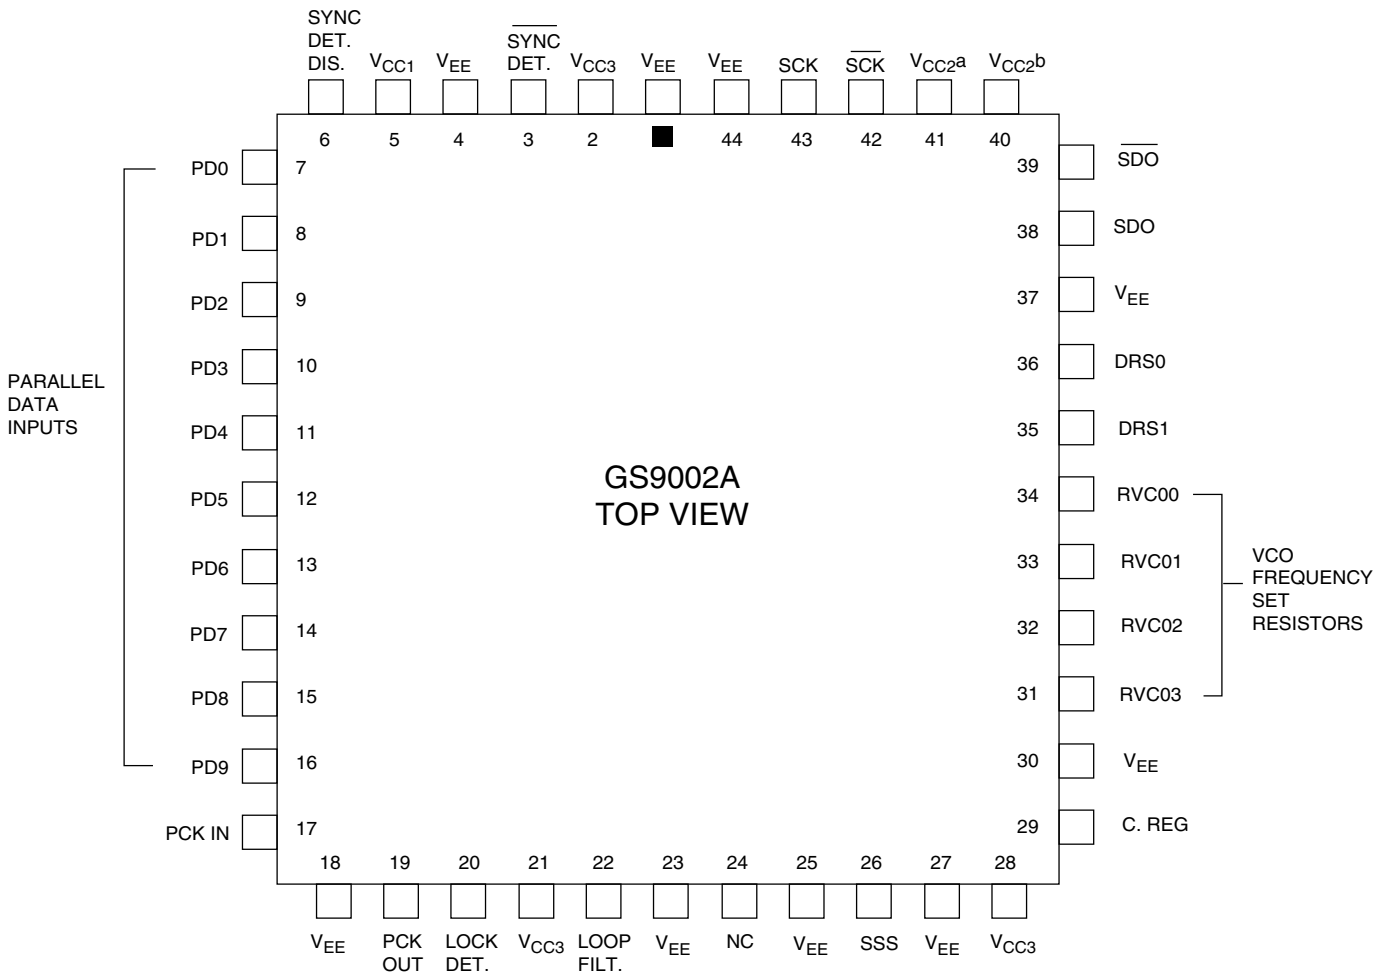 SYNC
DET.
DIS.
VCC1
VEE
SYNC
DET.
VCC3
VEE
VEE
SCK
SCK
VCC2a
VCC2b
6 5 4 3 2 44 43 42 41 40
PD0 7
PD1 8
PD2 9
PD3 10
PD4 11
PD5 12
PD6 13
PD7 14
PD8 15
PD9 16
PCK IN 17
PARALLEL
DATA
INPUTS
GS9002A
TOP VIEW
39 SDO
38 SDO
37 VEE
36 DRS0
35 DRS1
34 RVC00
33 RVC01
32 RVC02
31 RVC03
30 VEE
29 C. REG
VCO
FREQUENCY
SET
RESISTORS
18 19 20 21 22 23 24 25 26 27 28
VEE
PCK
OUT
LOCK
DET.
VCC3
LOOP
FILT.
VEE
NC
VEE
SSS
VEE
VCC3